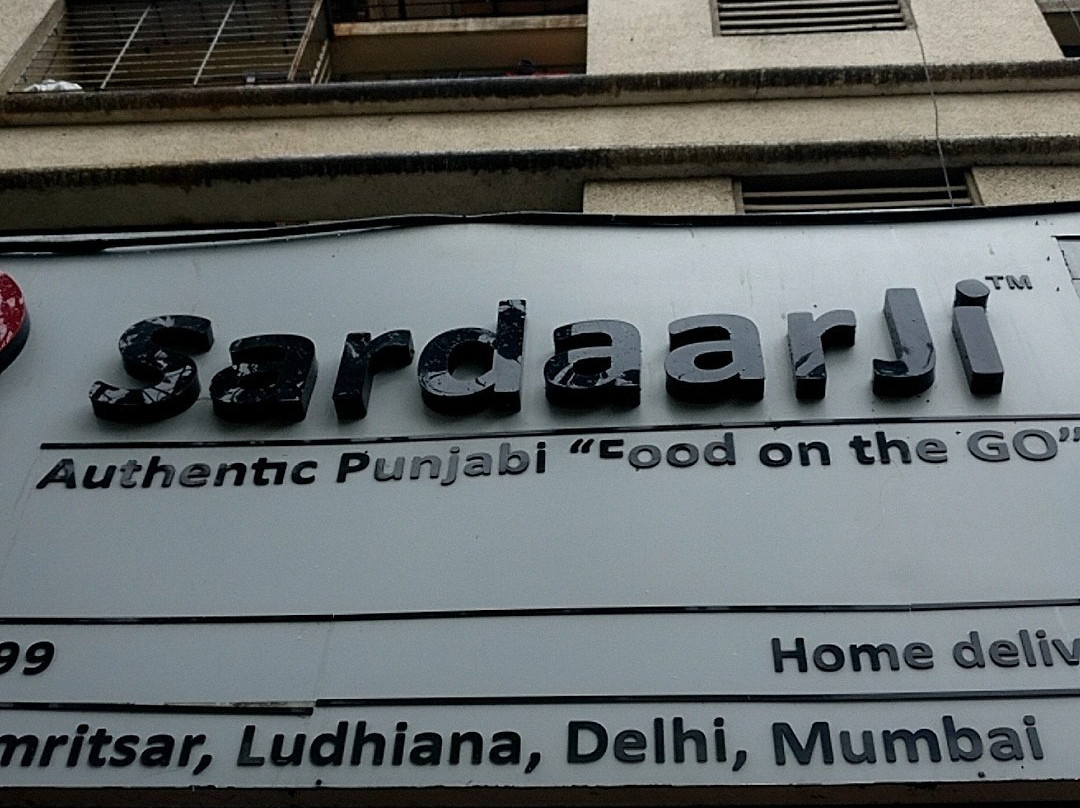 SardaarJi™
Authentic Punjabi “Food on the GO”
99
Home deliv
mritsar, Ludhiana, Delhi, Mumbai